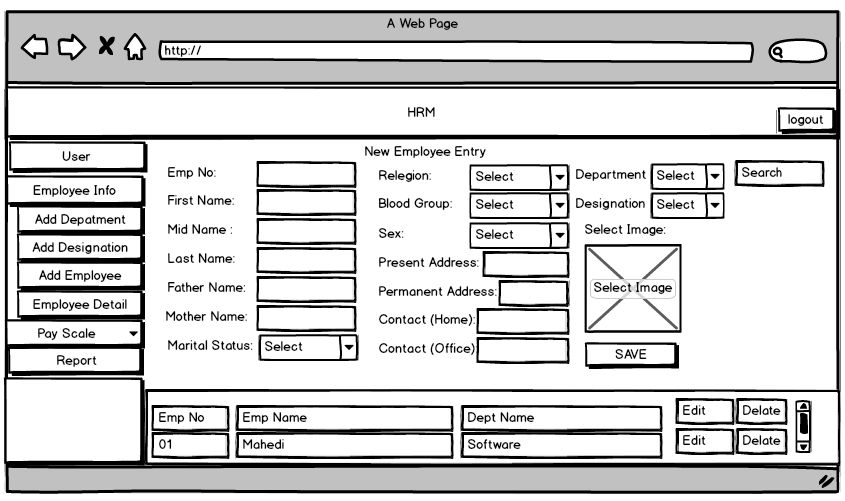 A Web Page
http://
HRM
logout
User
Employee Info
Add Depatment
Add Designation
Add Employee
Employee Detail
Pay Scale
Report
New Employee Entry
Emp No:
First Name:
Mid Name :
Last Name:
Father Name:
Mother Name:
Marital Status: Select
Relegion: Select
Blood Group: Select
Sex: Select
Present Address:
Permanent Address:
Contact (Home):
Contact (Office):
Department Select
Designation Select
Select Image:
Select Image
SAVE
Search
Emp No Emp Name Dept Name Edit Delate
01 Mahedi Software Edit Delate